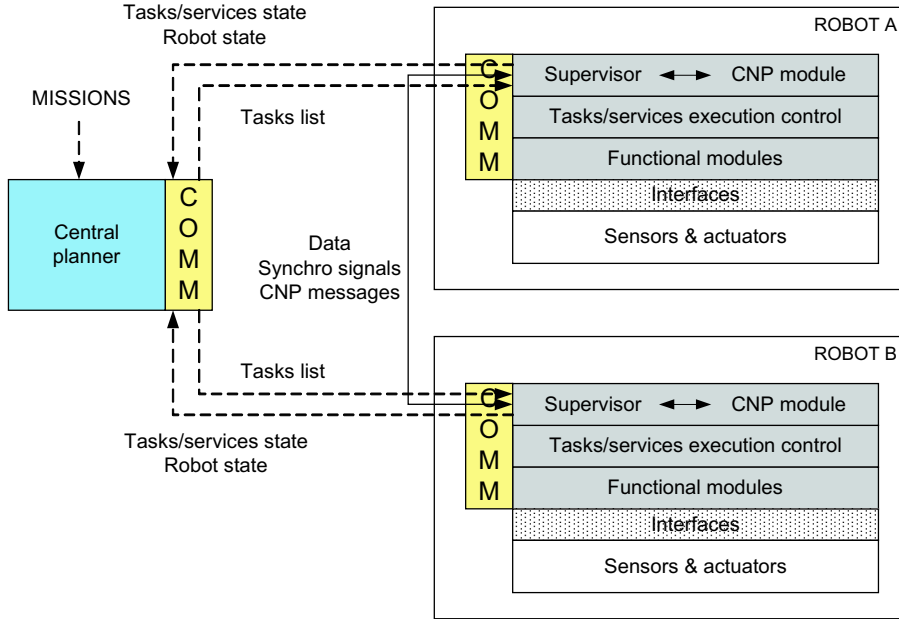 Tasks/services state
Robot state
MISSIONS
Tasks list
Central
planner
C
O
M
M
Data
Synchro signals
CNP messages
Tasks list
Tasks/services state
Robot state
ROBOT A
C
O
M
M
Supervisor
CNP module
Tasks/services execution control
Functional modules
Interfaces
Sensors & actuators
ROBOT B
C
O
M
M
Supervisor
CNP module
Tasks/services execution control
Functional modules
Interfaces
Sensors & actuators